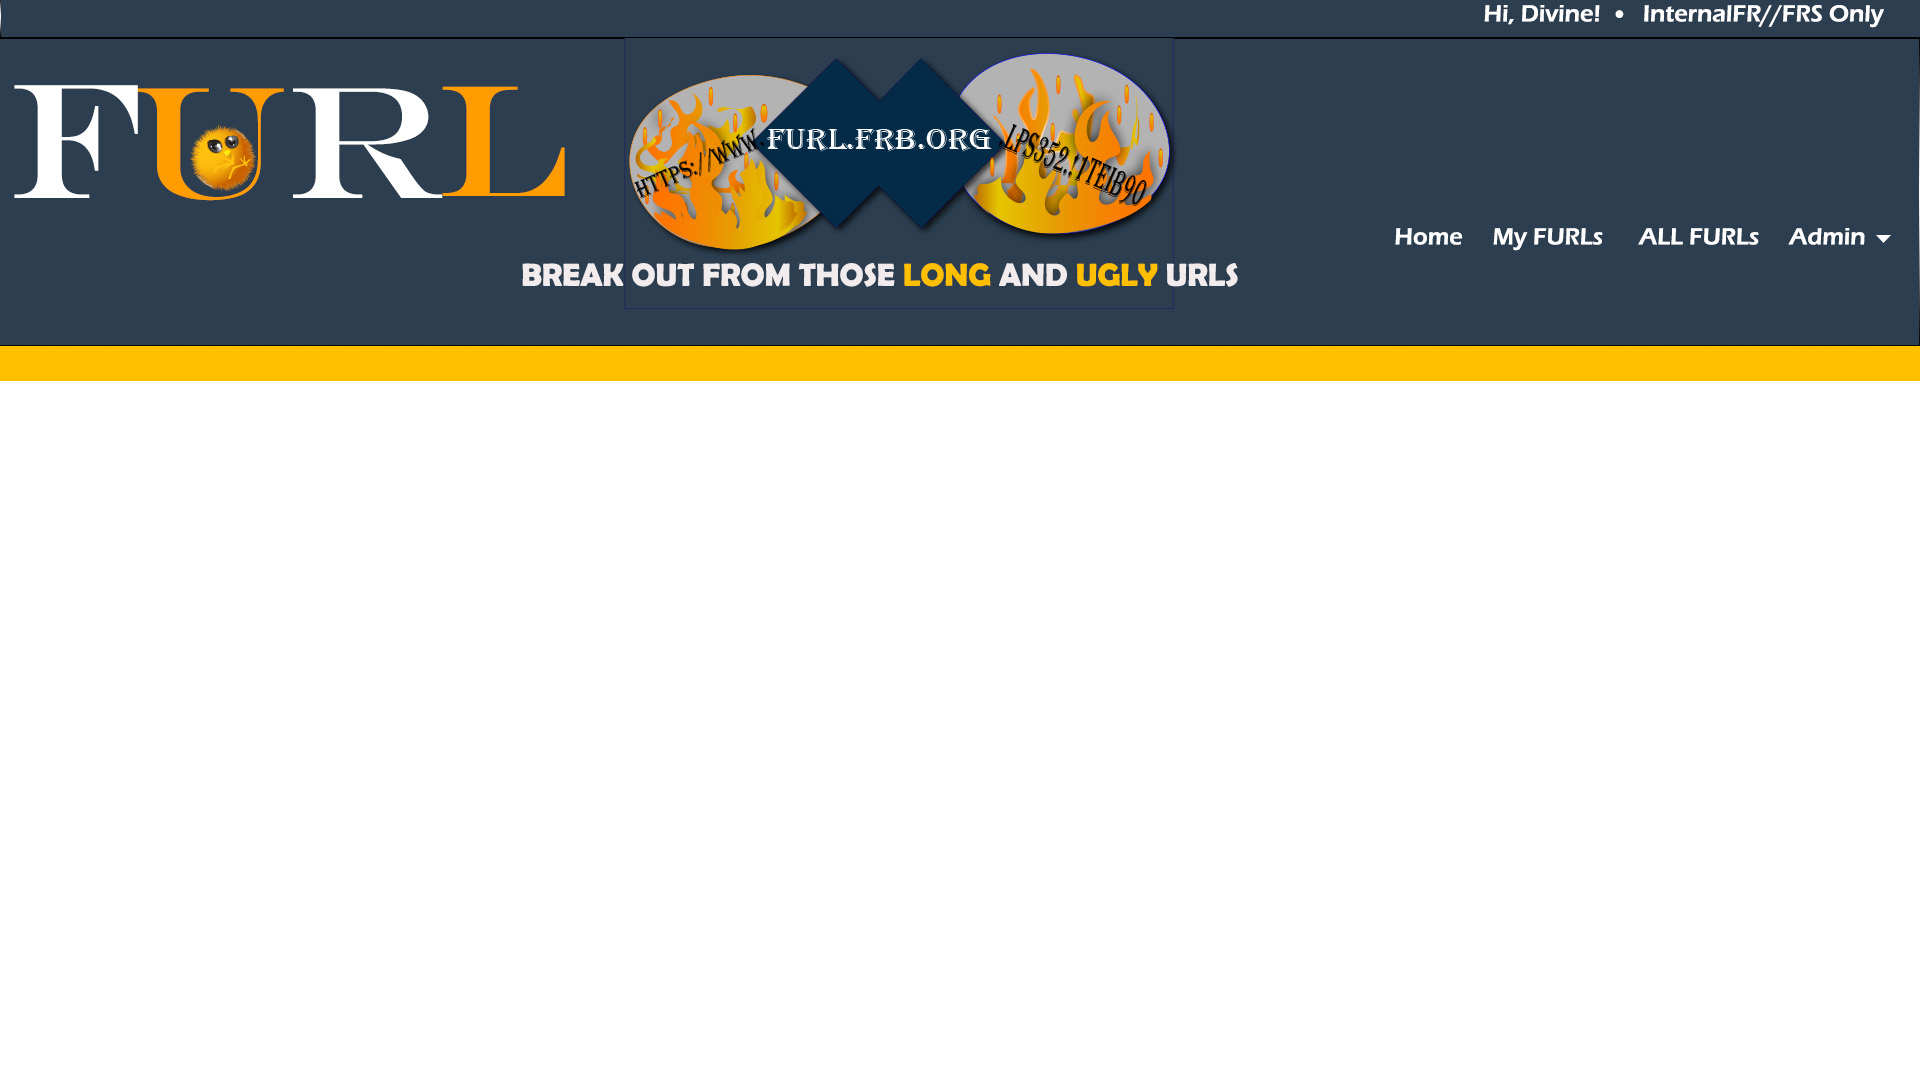 Hi, Divine! • InternalFR//FRS Only
FURL
HTTPS://WWW. FURL.FRB.ORG .LPS352.!1TEIB90
Home My FURLs ALL FURLs Admin
BREAK OUT FROM THOSE LONG AND UGLY URLS